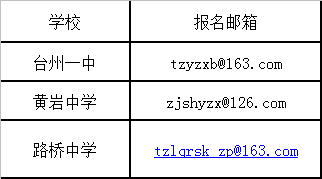 学校 报名邮箱
台州一中 tzyzxb@163.com
黄岩中学 zjshyzx@126.com
路桥中学 tzlqrsk_zp@163.com